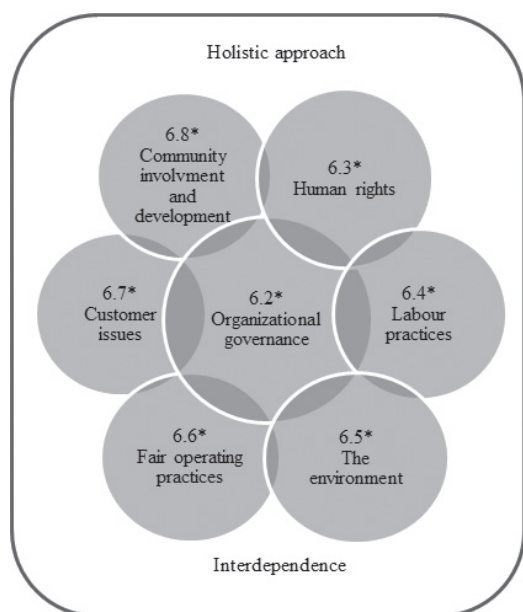 Holistic approach
6.8*
Community
involvment
and
development
6.3*
Human rights
6.7*
Customer
issues
6.2*
Organizational
governance
6.4*
Labour
practices
6.6*
Fair operating
practices
6.5*
The
environment
Interdependence